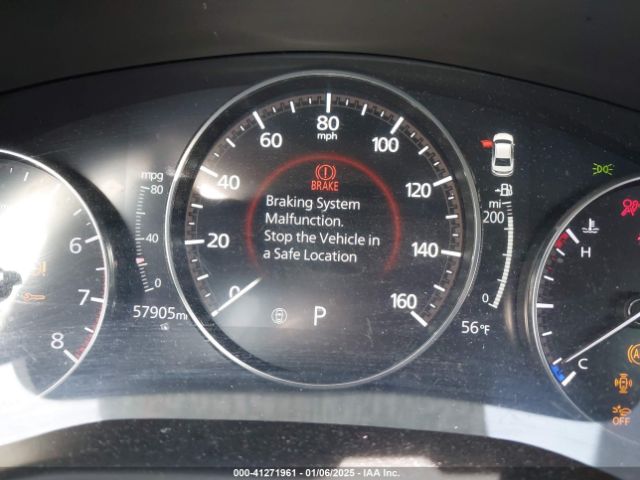 80
mph
60
100
40
120
20
140
0
160
BRAKE
Braking System
Malfunction.
Stop the Vehicle in
a Safe Location
P
mpg
80
40
0
57905mi
6
7
8
mi
200
0
56°F
H
C
OFF
000-41271961 | 01/06/2025 | IAA Inc.